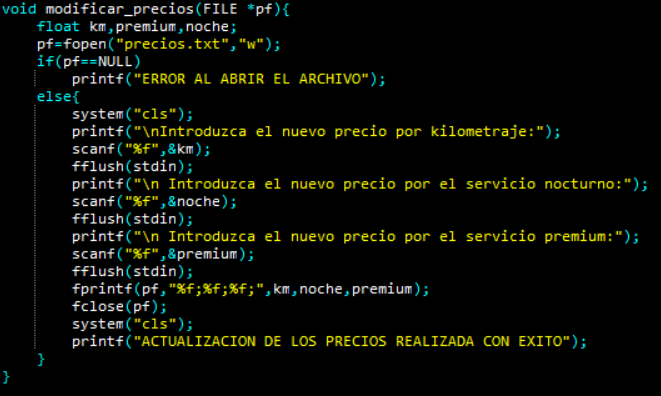 void modificar_precios(FILE *pf){
    float km,premium,noche;
    pf=fopen("precios.txt","w");
    if(pf==NULL)
        printf("ERROR AL ABRIR EL ARCHIVO");
    else{
        system("cls");
        printf("\nIntroduzca el nuevo precio por kilometraje:");
        scanf("%f",&km);
        fflush(stdin);
        printf("\n Introduzca el nuevo precio por el servicio nocturno:");
        scanf("%f",&noche);
        fflush(stdin);
        printf("\n Introduzca el nuevo precio por el servicio premium:");
        scanf("%f",&premium);
        fflush(stdin);
        fprintf(pf,"%f;%f;%f;",km,noche,premium);
        fclose(pf);
        system("cls");
        printf("ACTUALIZACION DE LOS PRECIOS REALIZADA CON EXITO");
    }
}